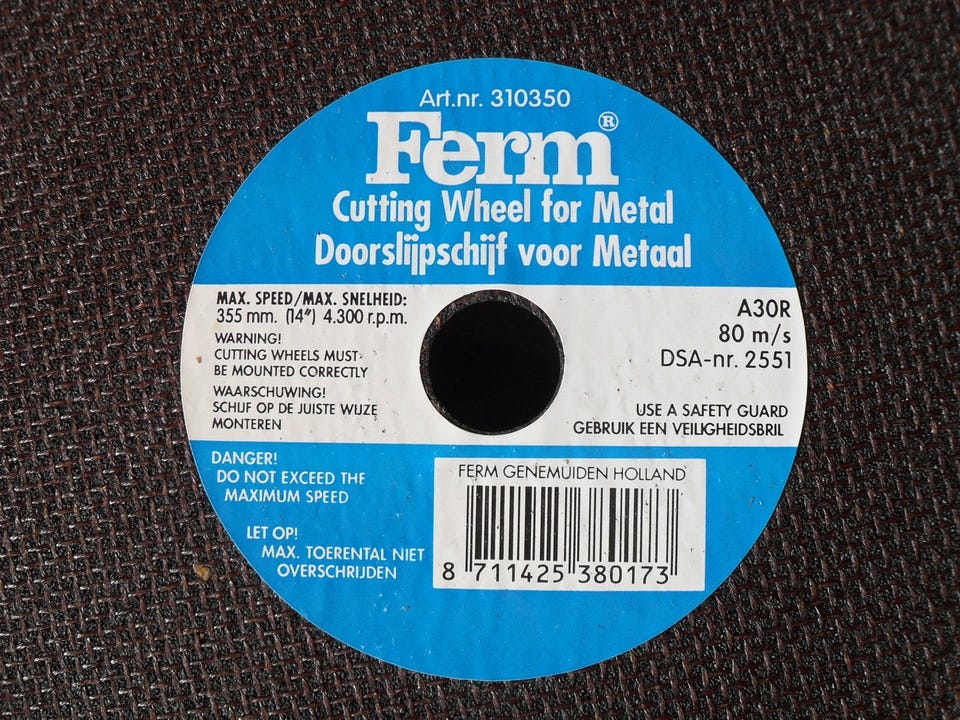 Art.nr. 310350
Ferm®
Cutting Wheel for Metal
Doorslijpschijf voor Metaal
MAX. SPEED/MAX. SNELHEID:
355 mm. (14") 4.300 r.p.m.
WARNING!
CUTTING WHEELS MUST
BE MOUNTED CORRECTLY
WAARSCHUWING!
SCHIJF OP DE JUISTE WIJZE
MONTEREN
A30R
80 m/s
DSA-nr. 2551
USE A SAFETY GUARD
GEBRUIK EEN VEILIGHEIDSBRIL
DANGER!
DO NOT EXCEED THE
MAXIMUM SPEED
LET OP!
MAX. TOERENTAL NIET
OVERSCHRIJDEN
FERM GENEMUIDEN HOLLAND
8 711425 380173